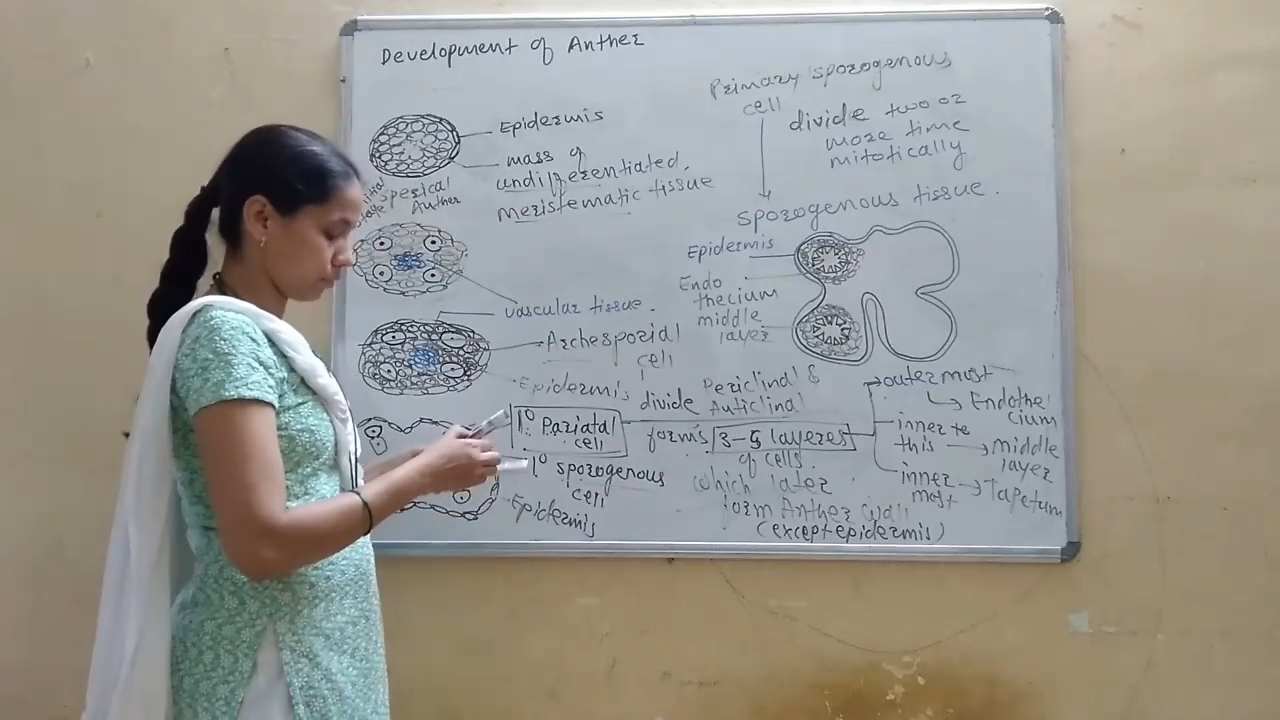 Development of Anther
Epidermis
mass of
undifferentiated,
meristematic tissue
spesical
Anther
vascular tissue.
Archesporial
cell
Epidermis
divide Periclinal &
Anticlinal
1° Pariatal
cell
forms 3-5 layeres
of cells.
which later
form Anther wall
(except epidermis)
1° sporogenous
cell
Epidermis
Primary sporogenous
cell
divide two or
more time
mitotically
sporogenous tissue.
Epidermis
Endo
thecium
middle
layer
outermost
Endothe
cium
inner to
this
middle
layer
inner
most
Tapetum